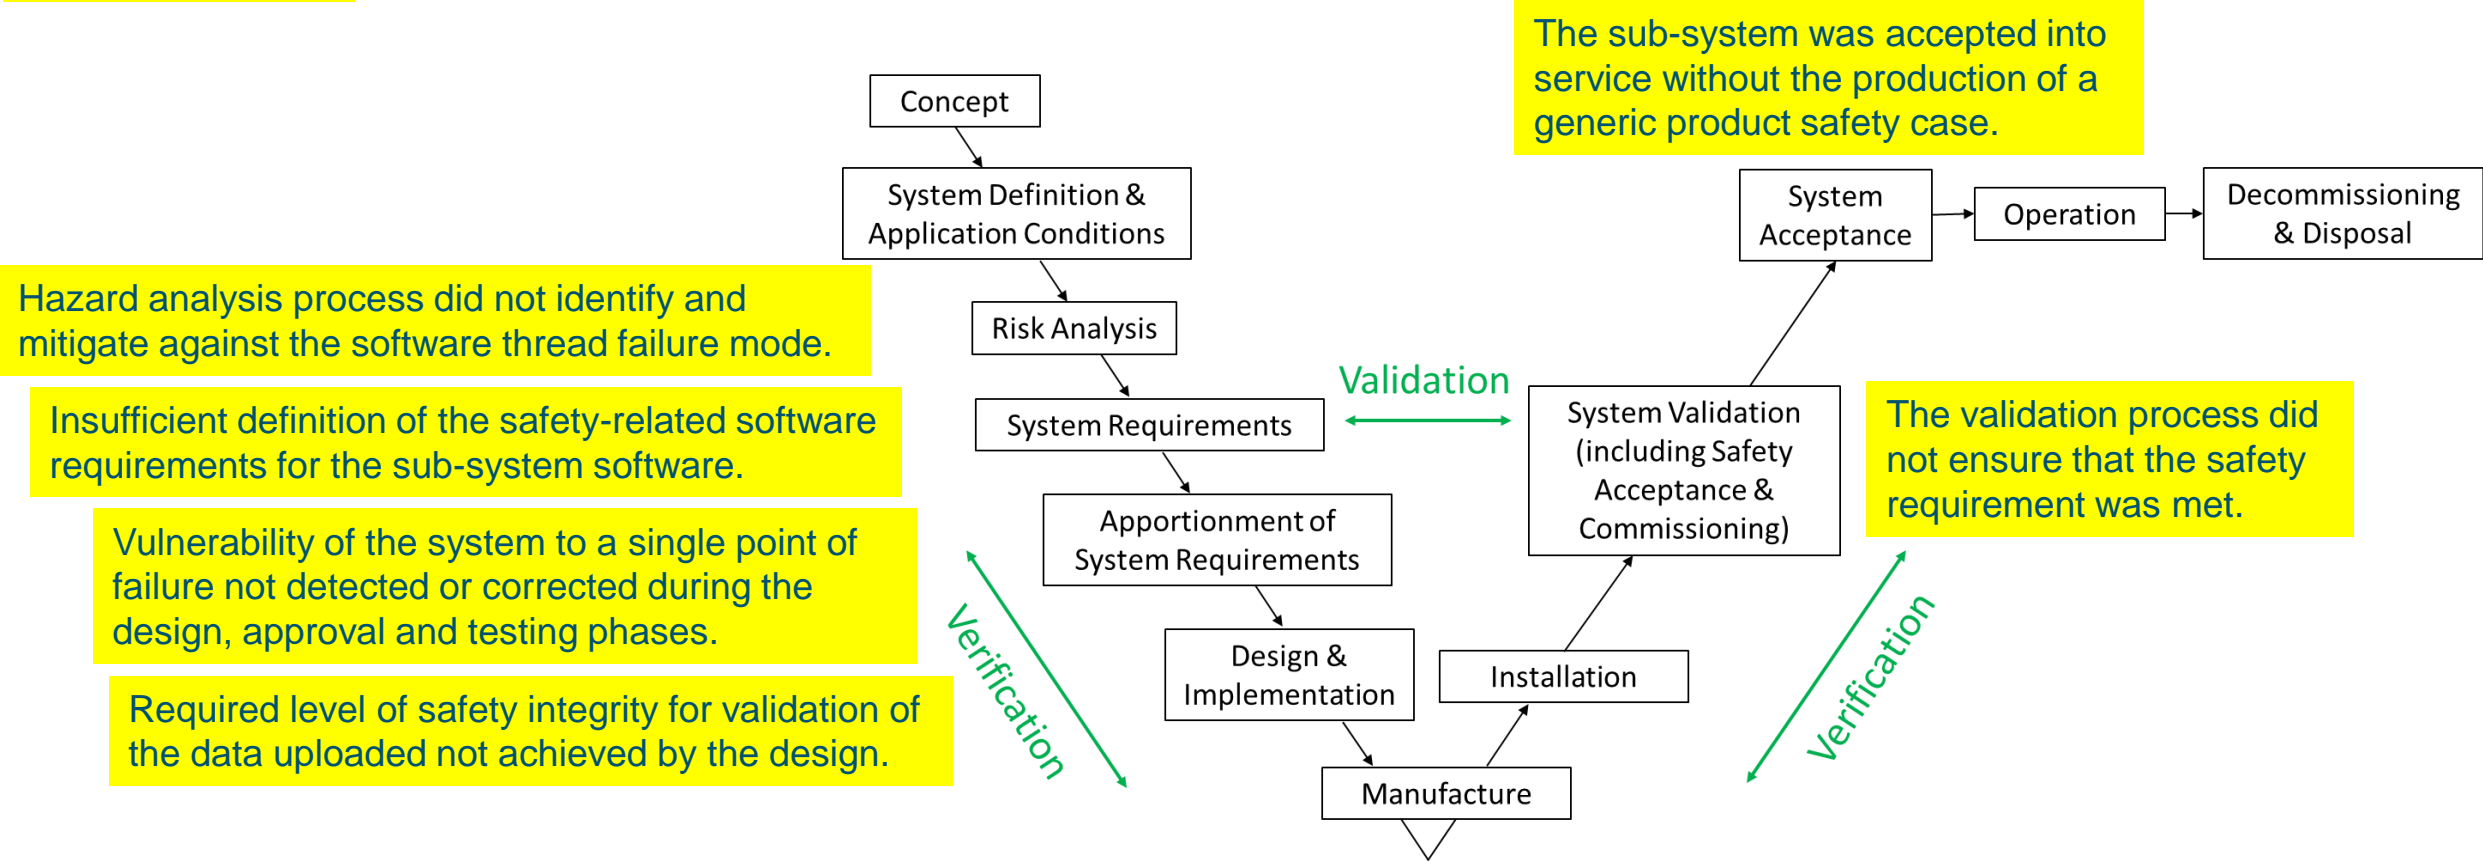 The sub-system was accepted into
service without the production of a
generic product safety case.
Concept
System Definition &
Application Conditions
System
Acceptance
Operation
Decommissioning
& Disposal
Hazard analysis process did not identify and
mitigate against the software thread failure mode.
Risk Analysis
Insufficient definition of the safety-related software
requirements for the sub-system software.
System Requirements
Validation
System Validation
(including Safety
Acceptance &
Commissioning)
The validation process did
not ensure that the safety
requirement was met.
Vulnerability of the system to a single point of
failure not detected or corrected during the
design, approval and testing phases.
Apportionment of
System Requirements
Verification
Design &
Implementation
Installation
Verification
Required level of safety integrity for validation of
the data uploaded not achieved by the design.
Manufacture